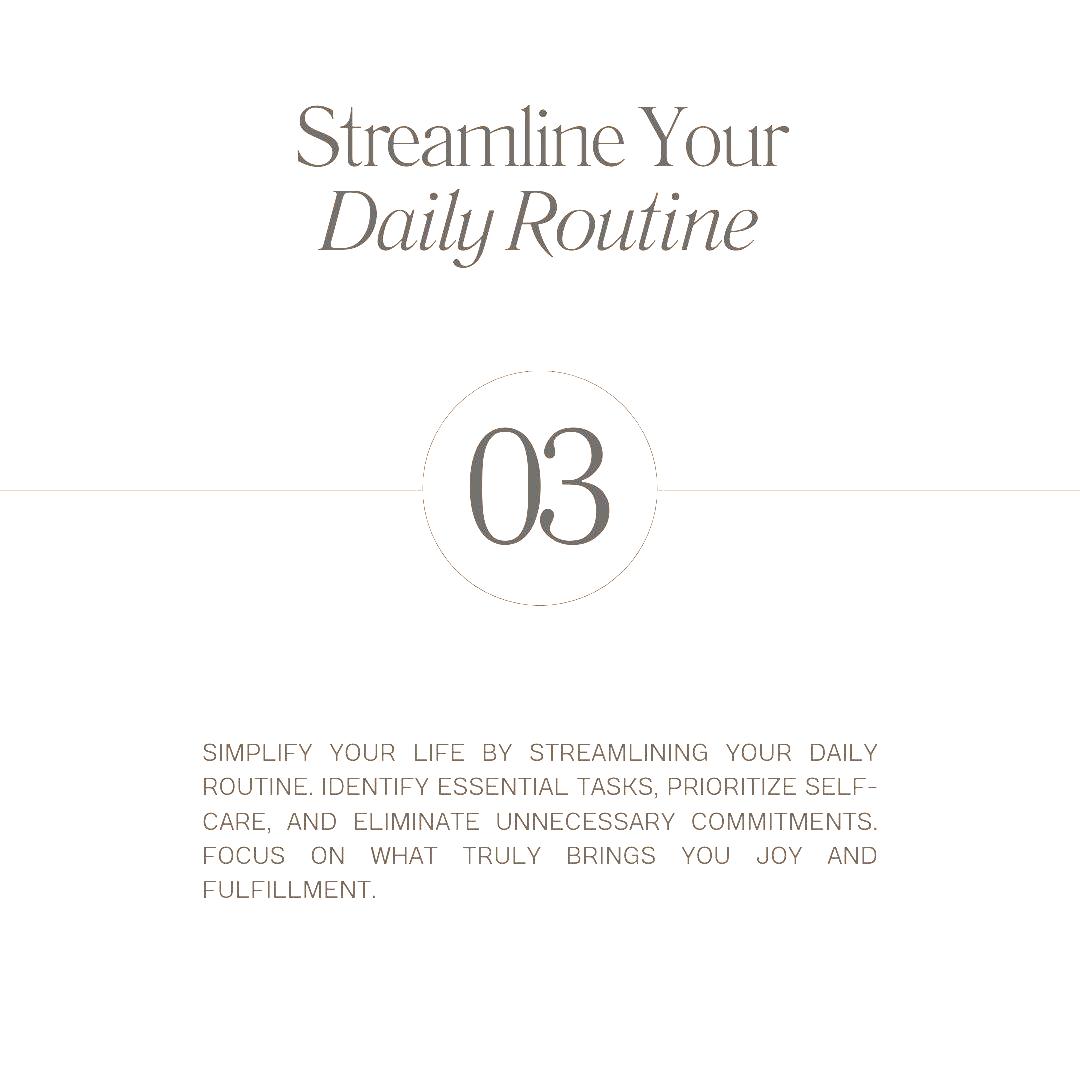 Streamline Your
Daily Routine
03
SIMPLIFY YOUR LIFE BY STREAMLINING YOUR DAILY
ROUTINE. IDENTIFY ESSENTIAL TASKS, PRIORITIZE SELF-
CARE, AND ELIMINATE UNNECESSARY COMMITMENTS.
FOCUS ON WHAT TRULY BRINGS YOU JOY AND
FULFILLMENT.